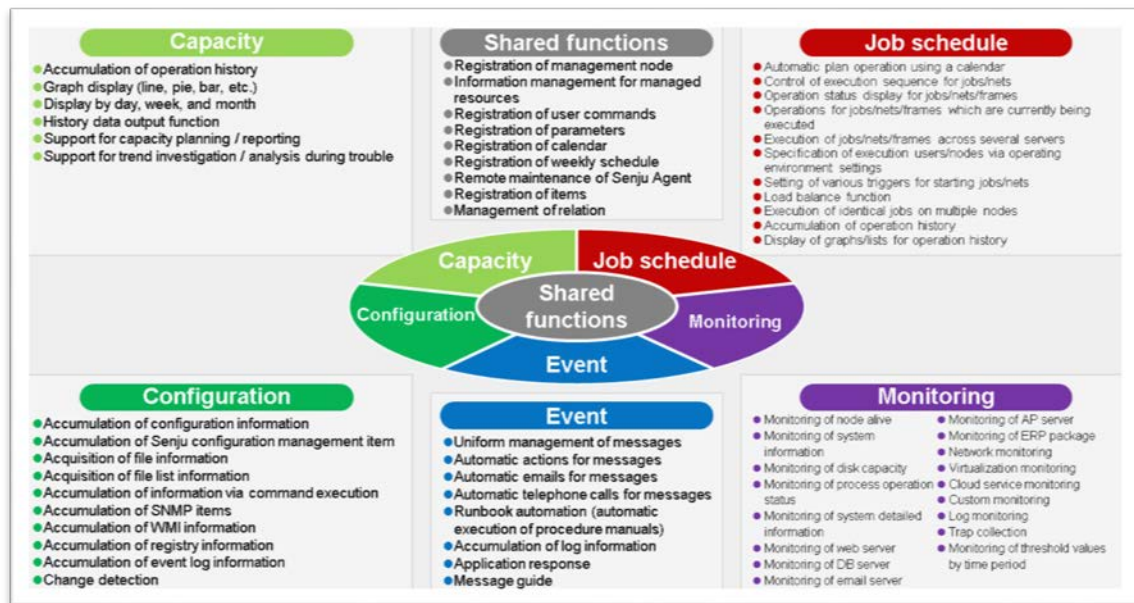 Capacity
Accumulation of operation history
Graph display (line, pie, bar, etc.)
Display by day, week, and month
History data output function
Support for capacity planning / reporting
Support for trend investigation / analysis during trouble
Shared functions
Registration of management node
Information management for managed
resources
Registration of user commands
Registration of parameters
Registration of calendar
Registration of weekly schedule
Remote maintenance of Senju Agent
Registration of items
Management of relation
Job schedule
Automatic plan operation using a calendar
Control of execution sequence for jobs/nets
Operation status display for jobs/nets/frames
Operations for jobs/nets/frames which are currently being
executed
Execution of jobs/nets/frames across several servers
Specification of execution users/nodes via operating
environment settings
Setting of various triggers for starting jobs/nets
Load balance function
Execution of identical jobs on multiple nodes
Accumulation of operation history
Display of graphs/lists for operation history
Capacity
Job schedule
Shared
functions
Configuration
Monitoring
Event
Configuration
Accumulation of configuration information
Accumulation of Senju configuration management item
Acquisition of file information
Acquisition of file list information
Accumulation of information via command execution
Accumulation of SNMP items
Accumulation of WMI information
Accumulation of registry information
Accumulation of event log information
Change detection
Event
Uniform management of messages
Automatic actions for messages
Automatic emails for messages
Automatic telephone calls for messages
Runbook automation (automatic
execution of procedure manuals)
Accumulation of log information
Application response
Message guide
Monitoring
Monitoring of node alive
Monitoring of system
information
Monitoring of disk capacity
Monitoring of process operation
status
Monitoring of system detailed
information
Monitoring of web server
Monitoring of DB server
Monitoring of email server
Monitoring of AP server
Monitoring of ERP package
Network monitoring
Virtualization monitoring
Cloud service monitoring
Custom monitoring
Log monitoring
Trap collection
Monitoring of threshold values
by time period